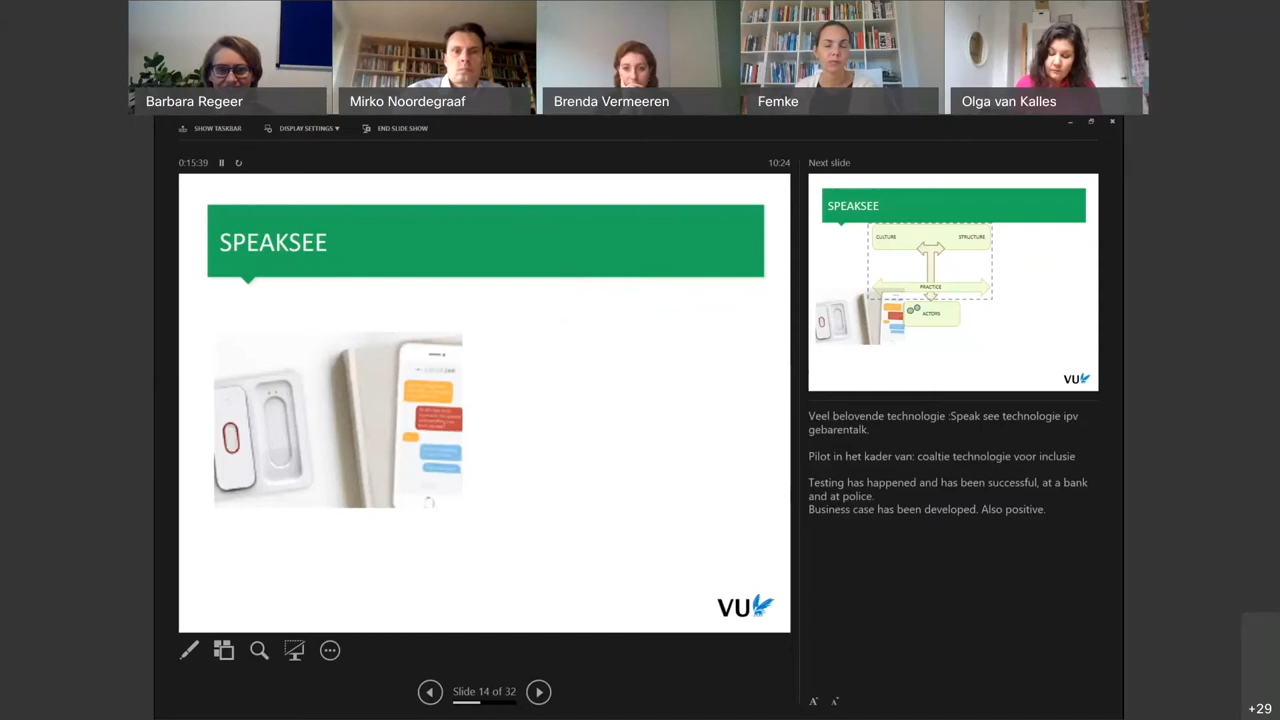 Barbara Regeer
Mirko Noordegraaf
Brenda Vermeeren
Femke
Olga van Kalles
SHOW TASKBAR
DISPLAY SETTINGS ▼
END SLIDE SHOW
0:15:39
10:24
Next slide
SPEAKSEE
VU
SPEAKSEE
CULTURE
STRUCTURE
PRACTICE
ACTORS
VU
Veel belovende technologie :Speak see technologie ipv
gebarentalk.
Pilot in het kader van: coaltie technologie voor inclusie
Testing has happened and has been successful, at a bank
and at police.
Business case has been developed. Also positive.
Slide 14 of 32
A
A
+29